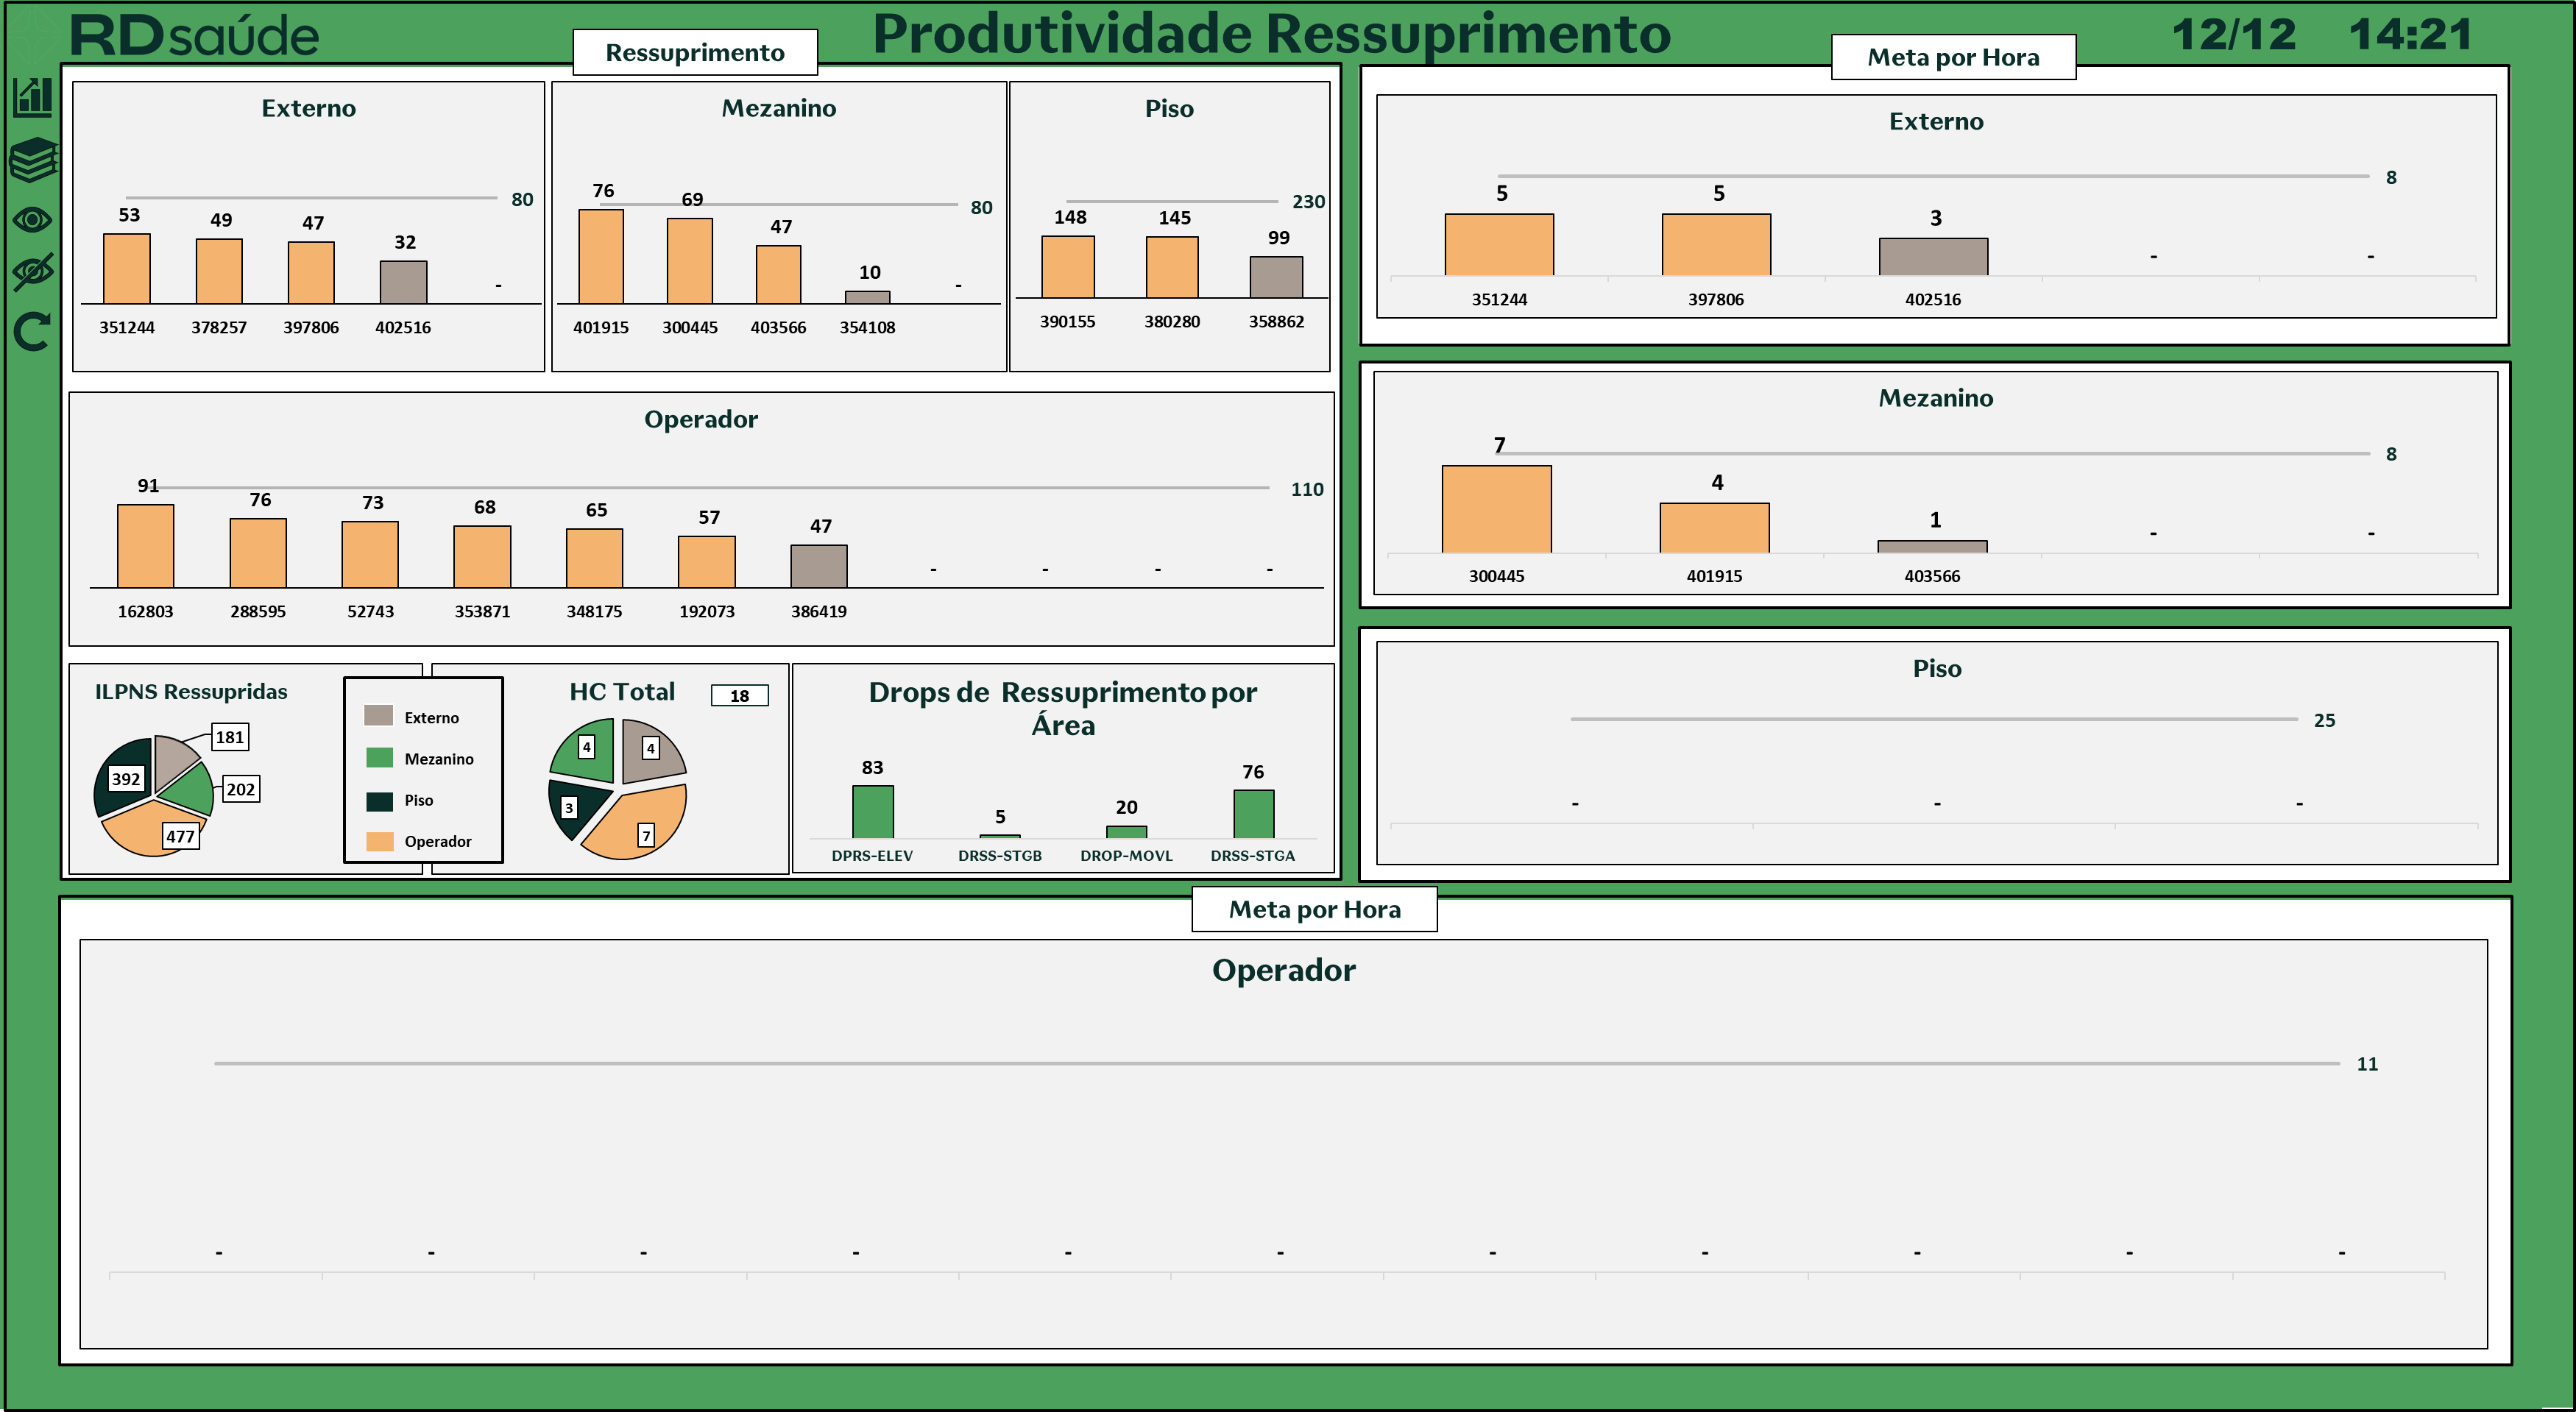 RDsaúde
Produtividade Ressuprimento
12/12 14:21
Ressuprimento
Externo
80
53 49 47 32 -
351244 378257 397806 402516
Mezanino
80
76 69 47 10 -
401915 300445 403566 354108
Piso
230
148 145 99
390155 380280 358862
Operador
110
91 76 73 68 65 57 47 - - - -
162803 288595 52743 353871 348175 192073 386419
ILPNS Ressupridas
181
392
202
477
Externo
Mezanino
Piso
Operador
HC Total
18
4 4
3
7
Drops de Ressuprimento por
Área
83 5 20 76
DPRS-ELEV DRSS-STGB DROP-MOVL DRSS-STGA
Meta por Hora
Externo
8
5 5 3 - -
351244 397806 402516
Mezanino
8
7 4 1 - -
300445 401915 403566
Piso
25
- - -
Meta por Hora
Operador
11
- - - - - - - - - - -